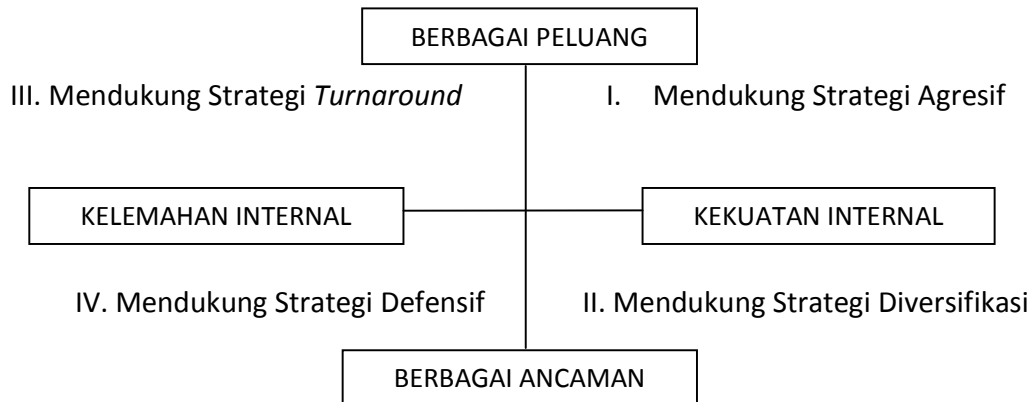 BERBAGAI PELUANG
III. Mendukung Strategi Turnaround
I. Mendukung Strategi Agresif
KELEMAHAN INTERNAL
KEKUATAN INTERNAL
IV. Mendukung Strategi Defensif
II. Mendukung Strategi Diversifikasi
BERBAGAI ANCAMAN